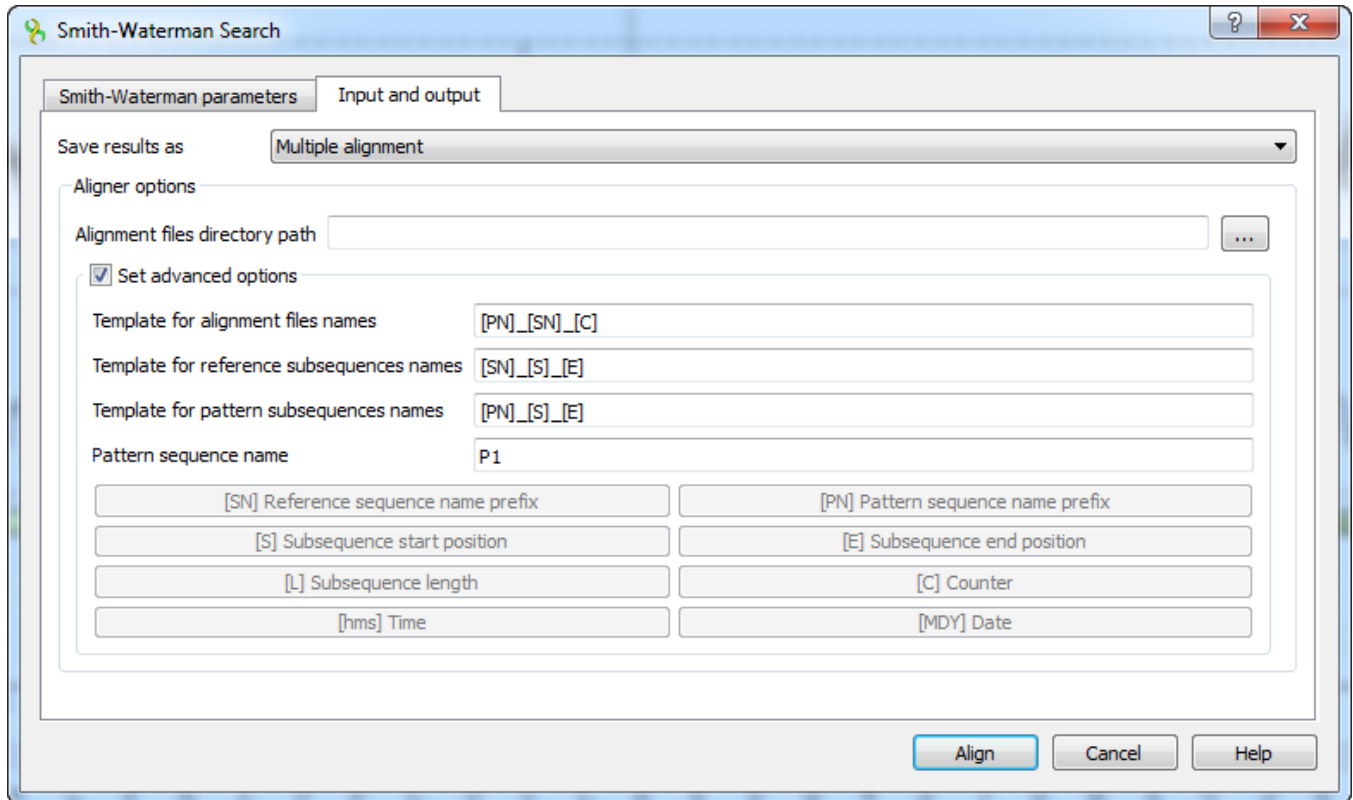 Smith-Waterman Search
Smith-Waterman parameters Input and output
Save results as Multiple alignment
Aligner options
Alignment files directory path ...
Set advanced options
Template for alignment files names [PN]_[SN]_[C]
Template for reference subsequences names [SN]_[S]_[E]
Template for pattern subsequences names [PN]_[S]_[E]
Pattern sequence name P1
[SN] Reference sequence name prefix [PN] Pattern sequence name prefix
[S] Subsequence start position [E] Subsequence end position
[L] Subsequence length [C] Counter
[hms] Time [MDY] Date
Align Cancel Help